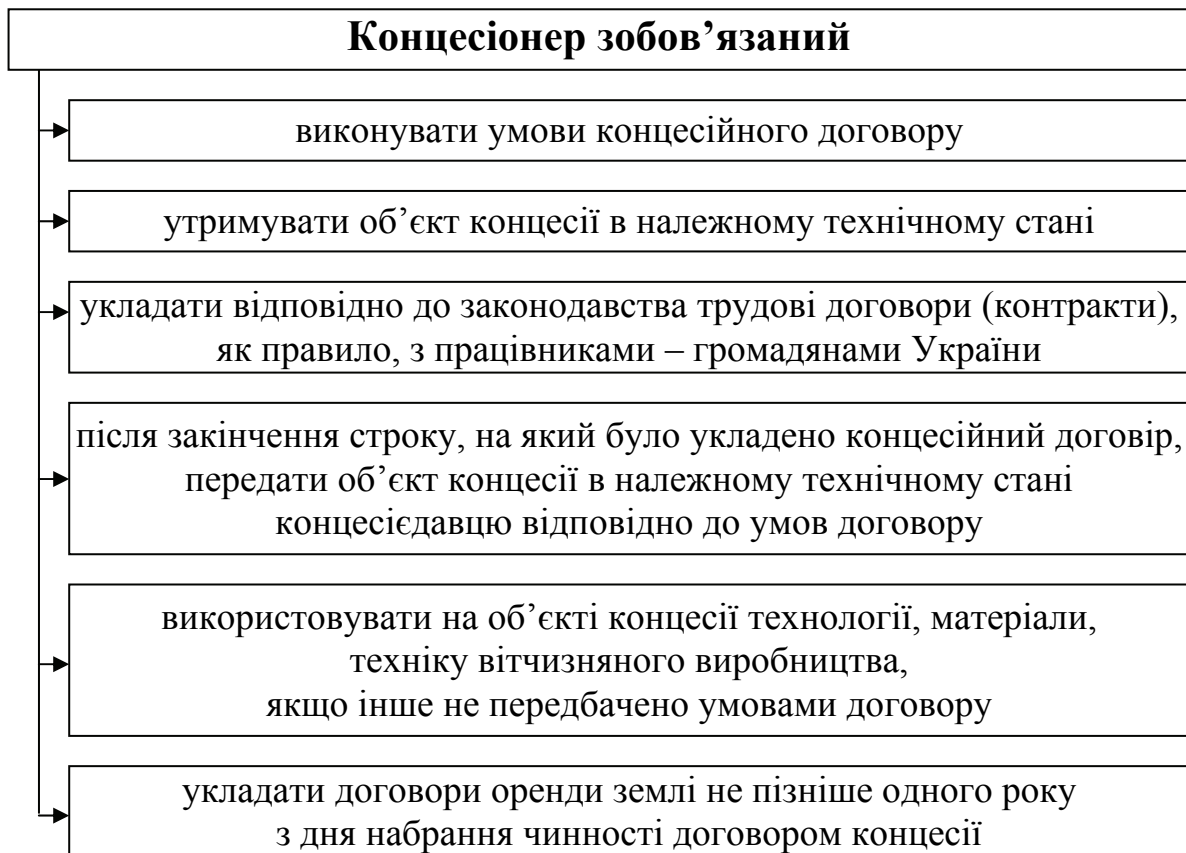 Концесіонер зобов’язаний
виконувати умови концесійного договору
утримувати об’єкт концесії в належному технічному стані
укладати відповідно до законодавства трудові договори (контракти),
як правило, з працівниками – громадянами України
після закінчення строку, на який було укладено концесійний договір,
передати об’єкт концесії в належному технічному стані
концесієдавцю відповідно до умов договору
використовувати на об’єкті концесії технології, матеріали,
техніку вітчизняного виробництва,
якщо інше не передбачено умовами договору
укладати договори оренди землі не пізніше одного року
з дня набрання чинності договором концесії